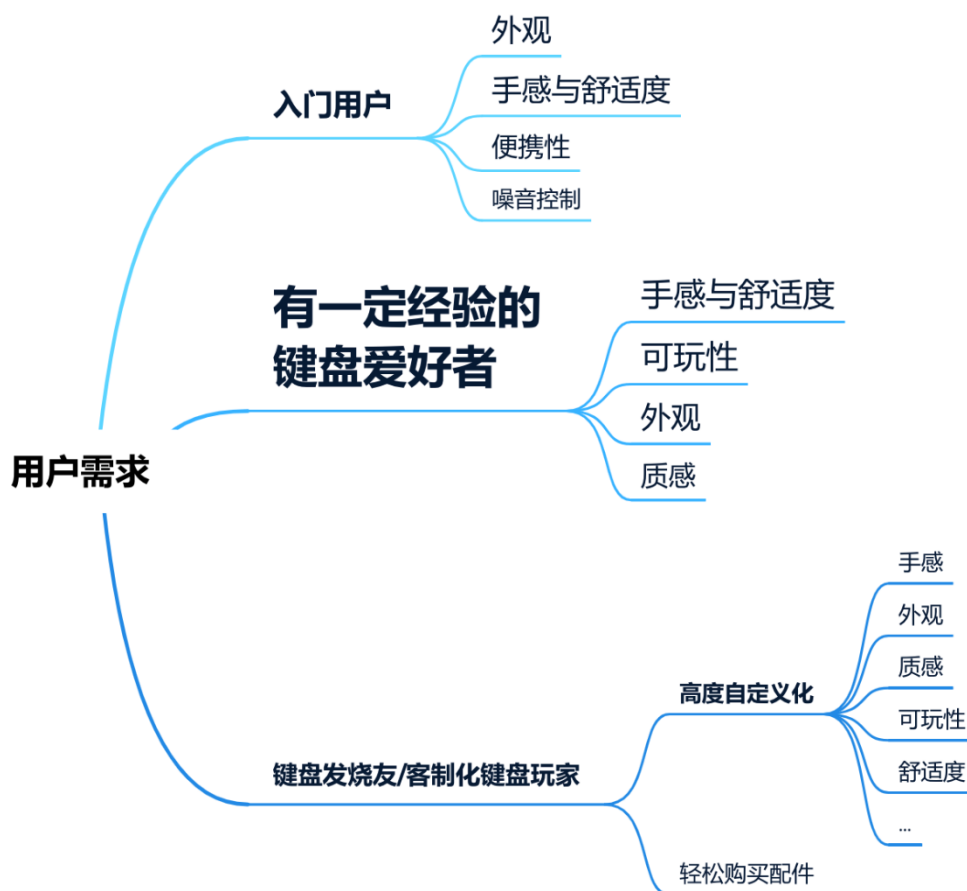 外观
入门用户
手感与舒适度
便携性
噪音控制
有一定经验的
键盘爱好者
手感与舒适度
可玩性
外观
质感
用户需求
键盘发烧友/客制化键盘玩家
高度自定义化
手感
外观
质感
可玩性
舒适度
...
轻松购买配件